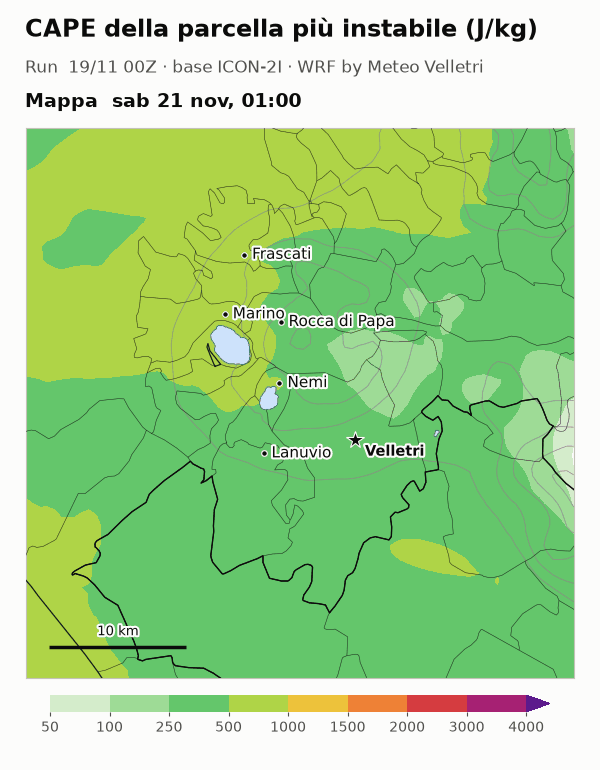 CAPE della parcella più instabile (J/kg)
Run  19/11 00Z · base ICON-2I · WRF by Meteo Velletri
Mappa  sab 21 nov, 01:00
Frascati
Marino
Rocca di Papa
Nemi
Velletri
Lanuvio
10 km
50 100 250 500 1000 1500 2000 3000 4000